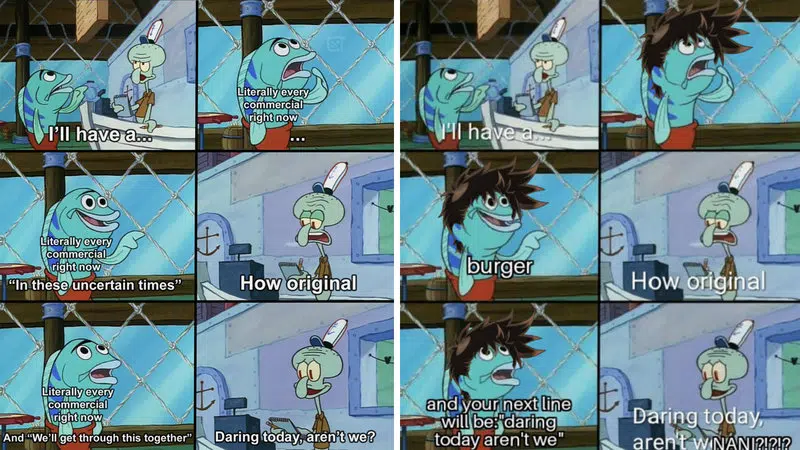 I'll have a...
Literally every
commercial
right now
...
Literally every
commercial
right now
“In these uncertain times”
How original
Literally every
commercial
right now
And “We'll get through this together”
Daring today, aren't we?
I'll have a...
burger
How original
and your next line
will be:"daring
today aren't we"
Daring today,
aren't w NANI?!?!?